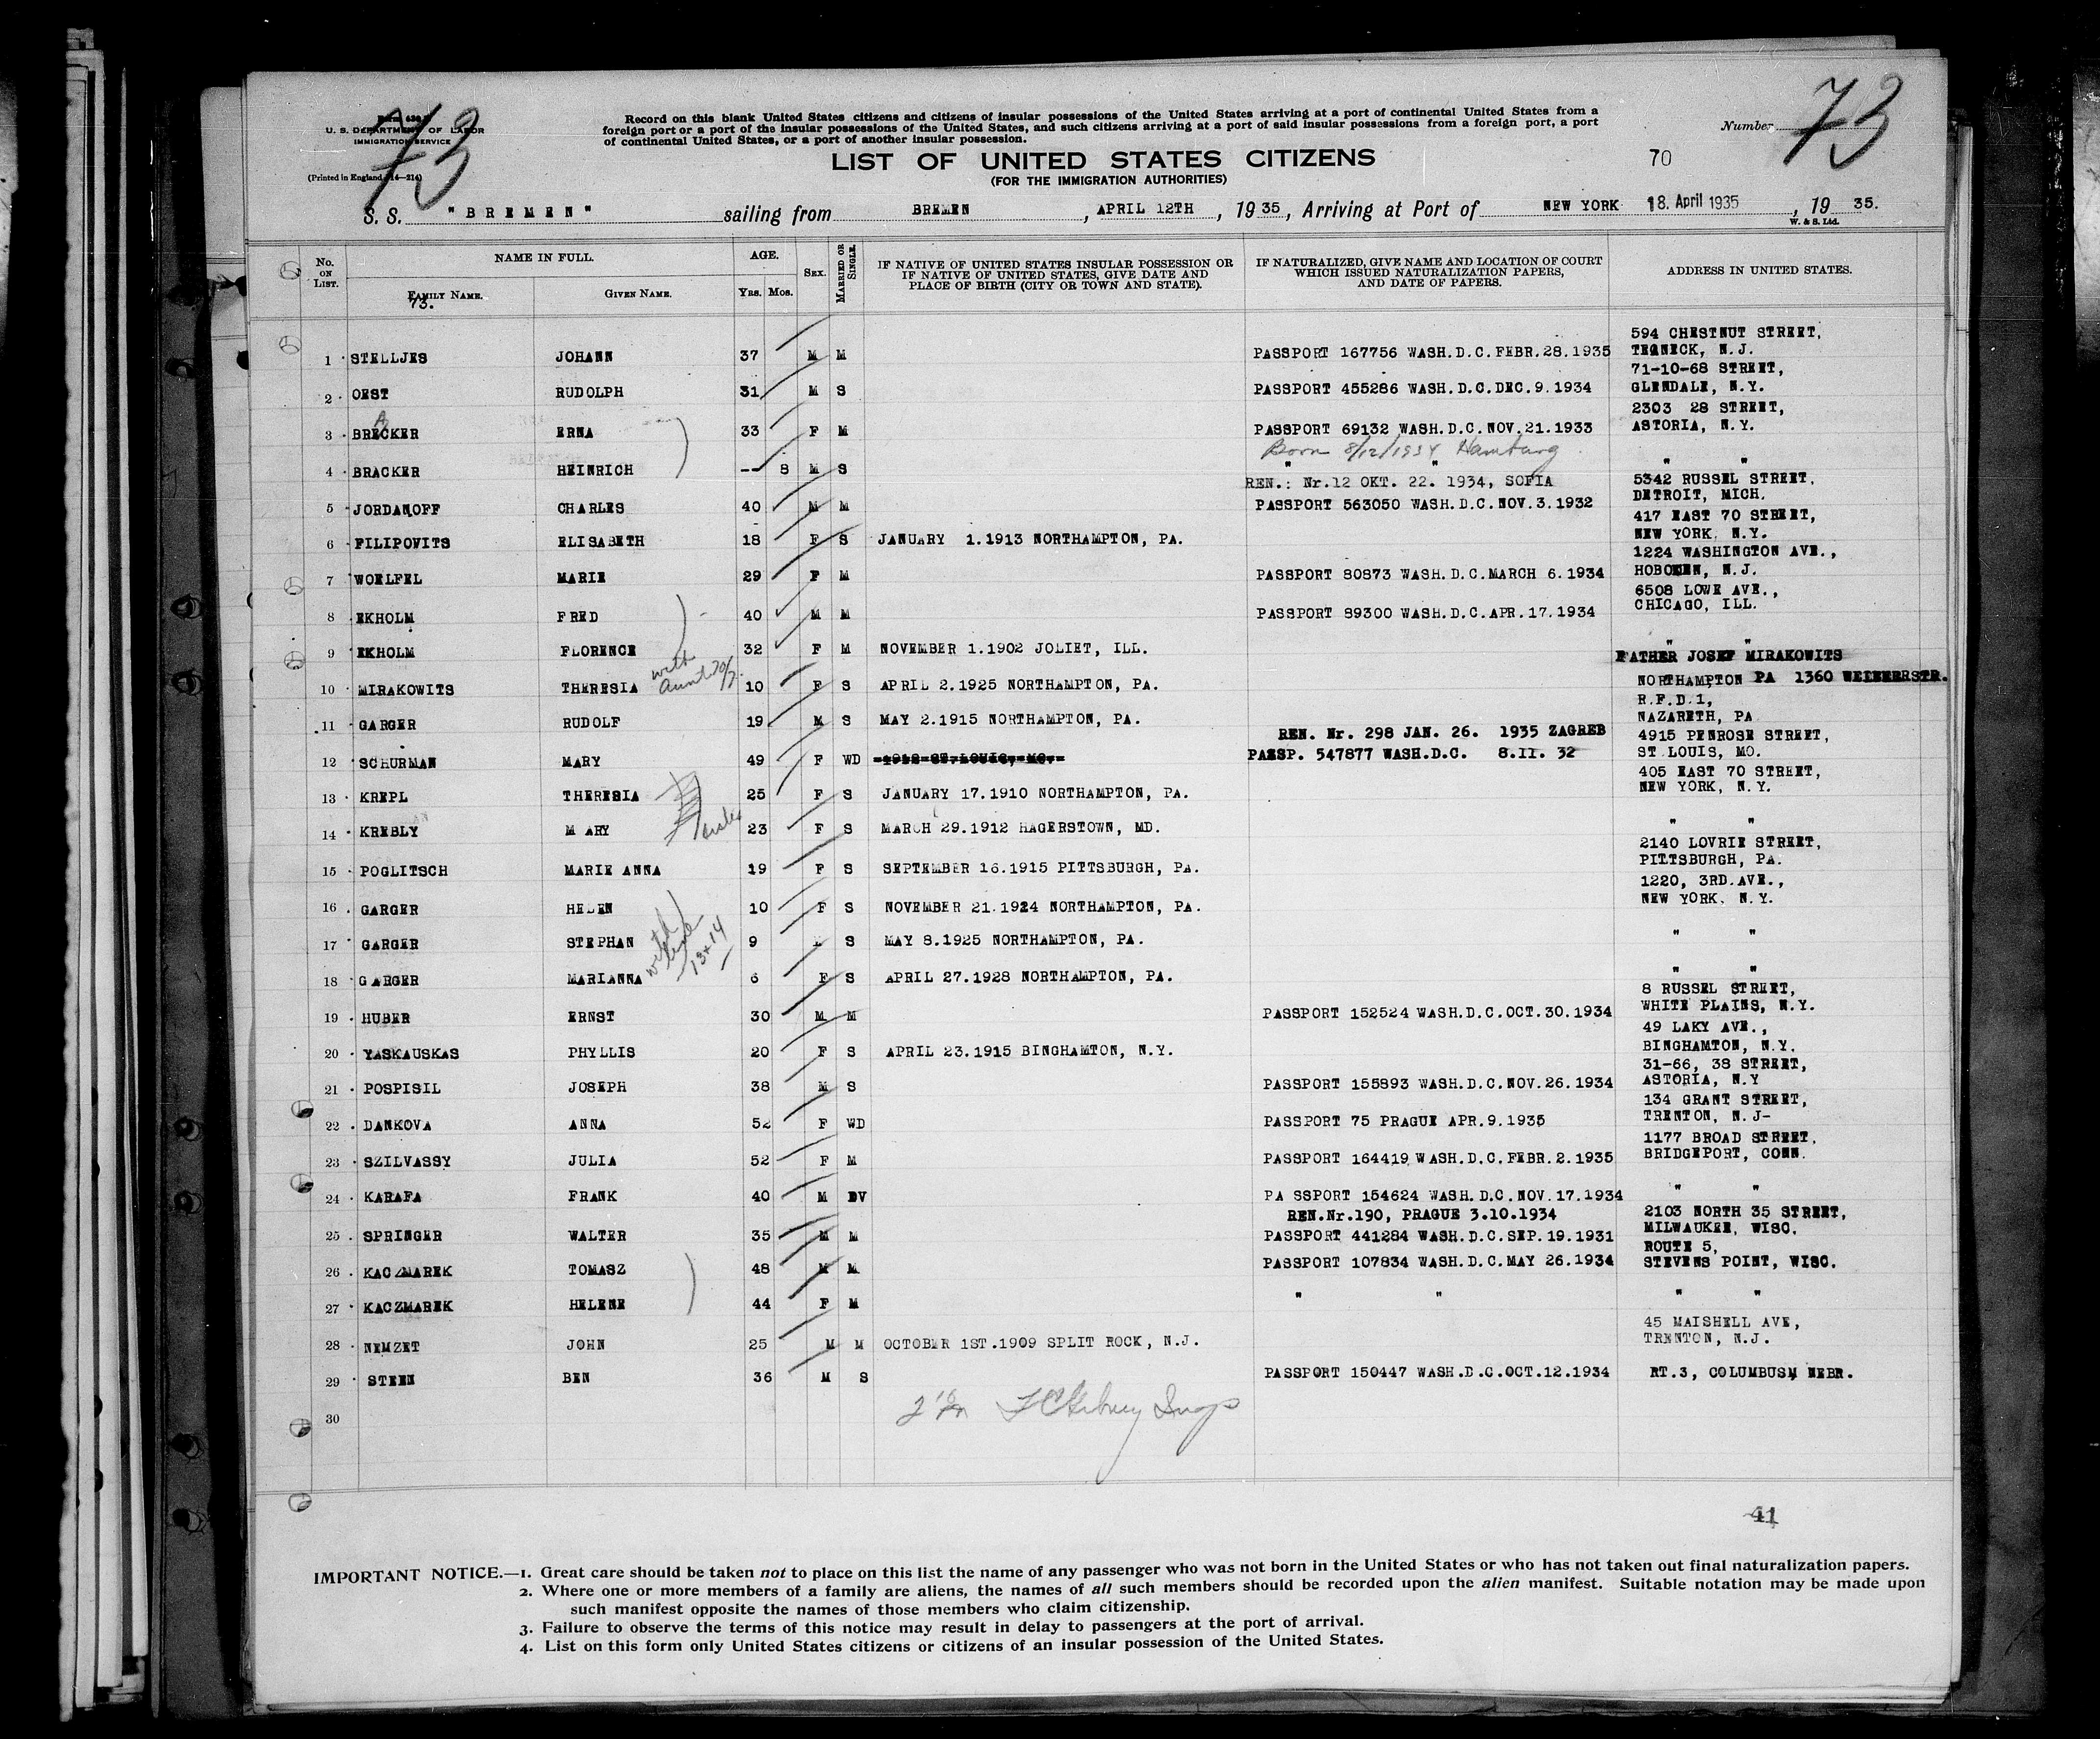 73
Form 630
U. S. DEPARTMENT OF LABOR
IMMIGRATION SERVICE
(Printed in England 14—214)
Record on this blank United States citizens and citizens of insular possessions of the United States arriving at a port of continental United States from a
foreign port or a port of the insular possessions of the United States, and such citizens arriving at a port of said insular possessions from a foreign port, a port
of continental United States, or a port of another insular possession.
Number 73
LIST OF UNITED STATES CITIZENS
70
(FOR THE IMMIGRATION AUTHORITIES)
S. S. "BREMEN" sailing from BREMEN, APRIL 12TH, 1935, Arriving at Port of NEW YORK 18. April 1935, 19 35.
W. & S. Ltd.
No. ON LIST. NAME IN FULL. AGE. SEX. MARRIED OR SINGLE. IF NATIVE OF UNITED STATES INSULAR POSSESSION OR IF NATIVE OF UNITED STATES, GIVE DATE AND PLACE OF BIRTH (CITY OR TOWN AND STATE). IF NATURALIZED, GIVE NAME AND LOCATION OF COURT WHICH ISSUED NATURALIZATION PAPERS, AND DATE OF PAPERS. ADDRESS IN UNITED STATES.
FAMILY NAME. GIVEN NAME. YRS. MOS.
73.
594 CHESTNUT STREET,
1 STELLJES JOHANN 37 M M PASSPORT 167756 WASH.D.C.FEBR.28.1935 TEANECK, N.J.
71-10-68 STREET,
2 OEST RUDOLPH 31 M S PASSPORT 455286 WASH.D.C.DEC.9.1934 GLENDALE, N.Y.
2303 28 STREET,
A
3 BRECKER ERNA 33 F M PASSPORT 69132 WASH.D.C.NOV.21.1933 ASTORIA, N.Y.
Born 8/12/1934 Hamburg
4 BRACKER HEINRICH -- 8 M S " " " "
REN.: Nr.12 OKT. 22. 1934, SOFIA 5342 RUSSEL STREET,
5 JORDANOFF CHARLES 40 M M PASSPORT 563050 WASH.D.C.NOV.3.1932 DETROIT, MICH.
417 EAST 70 STREET,
6 FILIPOVITS ELISABETH 18 F S JANUARY 1.1913 NORTHAMPTON, PA. NEW YORK, N.Y.
1224 WASHINGTON AVE.,
7 WOELFEL MARIE 29 F M PASSPORT 80873 WASH.D.C.MARCH 6.1934 HOBOKEN, N.J.
6508 LOWE AVE.,
8 EKHOLM FRED 40 M M PASSPORT 89300 WASH.D.C.APR.17.1934 CHICAGO, ILL.
9 EKHOLM FLORENCE 32 F M NOVEMBER 1.1902 JOLIET, ILL. " "
FATHER JOSEF MIRAKOWITS
with Aunt 70/7
10 MIRAKOWITS THERESIA 10 F S APRIL 2.1925 NORTHAMPTON, PA. NORTHAMPTON PA 1360 WEIHERSTR.
R.F.D.1,
11 GARGER RUDOLF 19 M S MAY 2.1915 NORTHAMPTON, PA. NAZARETH, PA
REN. Nr. 298 JAN. 26. 1935 ZAGREB 4915 PENROSE STREET,
12 SCHURMAN MARY 49 F WD 1912 ST.LOUIS, MO. PASSP. 547877 WASH.D.C. 8.II. 32 ST.LOUIS, MO.
405 EAST 70 STREET,
13 KREPL THERESIA 25 F S JANUARY 17.1910 NORTHAMPTON, PA. NEW YORK, N.Y.
14 KREBLY MARY 23 F S MARCH 29.1912 HAGERSTOWN, MD. " "
2140 LOVRIE STREET,
15 POGLITSCH MARIE ANNA 19 F S SEPTEMBER 16.1915 PITTSBURGH, PA. PITTSBURGH, PA.
1220, 3RD.AVE.,
16 GARGER HELEN 10 F S NOVEMBER 21.1924 NORTHAMPTON, PA. NEW YORK, N.Y.
with line 13 + 14
17 GARGER STEPHAN 9 S MAY 8.1925 NORTHAMPTON, PA. " "
18 GARGER MARIANNA 6 F S APRIL 27.1928 NORTHAMPTON, PA. " "
8 RUSSEL STREET,
19 HUBER ERNST 30 M M PASSPORT 152524 WASH.D.C.OCT.30.1934 WHITE PLAINS, N.Y.
49 LAKY AVE.,
20 YASKAUSKAS PHYLLIS 20 F S APRIL 23.1915 BINGHAMTON, N.Y. BINGHAMTON, N.Y.
31-66, 38 STREET,
21 POSPISIL JOSEPH 38 M S PASSPORT 155893 WASH.D.C.NOV.26.1934 ASTORIA, N.Y
134 GRANT STREET,
22 DANKOVA ANNA 52 F WD PASSPORT 75 PRAGUE APR.9.1935 TRENTON, N.J-
1177 BROAD STREET,
23 SZILVASSY JULIA 52 F M PASSPORT 164419 WASH.D.C.FEBR.2.1935 BRIDGEPORT, CONN.
24 KARAFA FRANK 40 M DV PA SSPORT 154624 WASH.D.C.NOV.17.1934 " "
REN.Nr.190, PRAGUE 3.10.1934 2103 NORTH 35 STREET,
25 SPRINGER WALTER 35 M M PASSPORT 441284 WASH.D.C.SEP.19.1931 MILWAUKEE, WISC.
ROUTE 5,
26 KACZMAREK TOMASZ 48 M M PASSPORT 107834 WASH.D.C.MAY 26.1934 STEVENS POINT, WISC.
27 KACZMAREK HELENE 44 F M " " " "
45 MAISHELL AVE,
28 NEMZET JOHN 25 M M OCTOBER 1ST.1909 SPLIT ROCK, N.J. TRENTON, N.J.
29 STEEN BEN 36 M S PASSPORT 150447 WASH.D.C.OCT.12.1934 RT.3, COLUMBUSM NEBR.
30
41
IMPORTANT NOTICE.—1. Great care should be taken not to place on this list the name of any passenger who was not born in the United States or who has not taken out final naturalization papers.
2. Where one or more members of a family are aliens, the names of all such members should be recorded upon the alien manifest. Suitable notation may be made upon
such manifest opposite the names of those members who claim citizenship.
3. Failure to observe the terms of this notice may result in delay to passengers at the port of arrival.
4. List on this form only United States citizens or citizens of an insular possession of the United States.